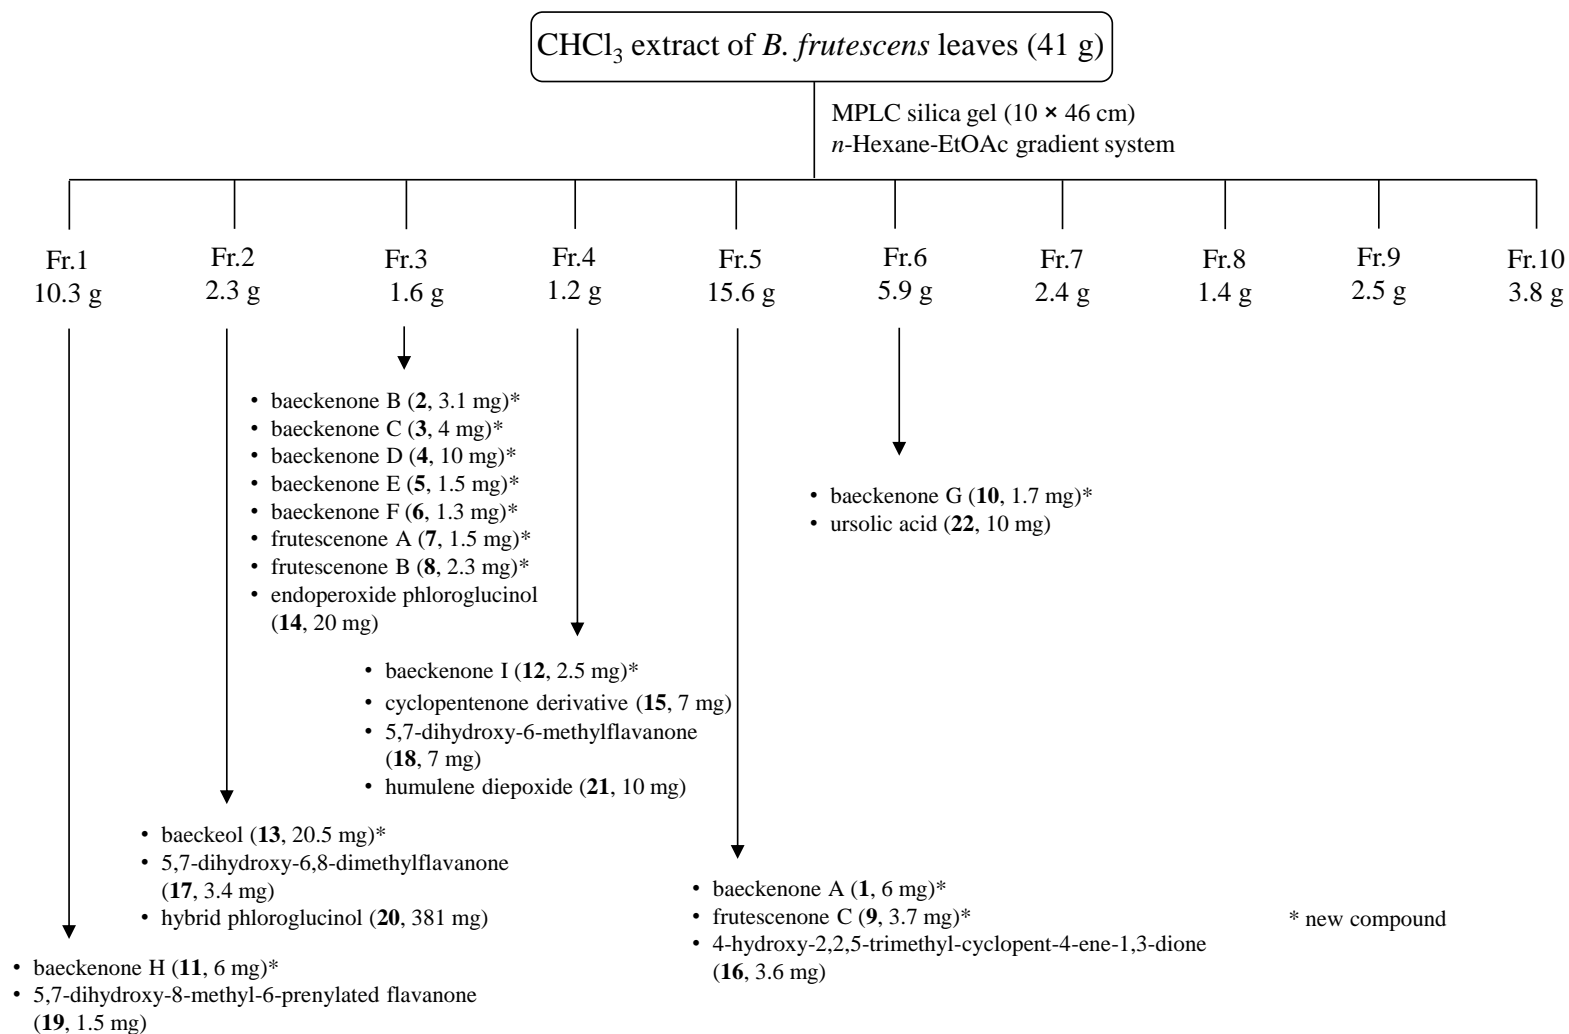 CHCl₃ extract of B. frutescens leaves (41 g)
MPLC silica gel (10 × 46 cm)
n-Hexane-EtOAc gradient system
Fr.1
10.3 g
Fr.2
2.3 g
Fr.3
1.6 g
Fr.4
1.2 g
Fr.5
15.6 g
Fr.6
5.9 g
Fr.7
2.4 g
Fr.8
1.4 g
Fr.9
2.5 g
Fr.10
3.8 g
• baeckenone B (2, 3.1 mg)*
• baeckenone C (3, 4 mg)*
• baeckenone D (4, 10 mg)*
• baeckenone E (5, 1.5 mg)*
• baeckenone F (6, 1.3 mg)*
• frutescenone A (7, 1.5 mg)*
• frutescenone B (8, 2.3 mg)*
• endoperoxide phloroglucinol
(14, 20 mg)
• baeckenone G (10, 1.7 mg)*
• ursolic acid (22, 10 mg)
• baeckenone I (12, 2.5 mg)*
• cyclopentenone derivative (15, 7 mg)
• 5,7-dihydroxy-6-methylflavanone
(18, 7 mg)
• humulene diepoxide (21, 10 mg)
• baeckeol (13, 20.5 mg)*
• 5,7-dihydroxy-6,8-dimethylflavanone
(17, 3.4 mg)
• hybrid phloroglucinol (20, 381 mg)
• baeckenone A (1, 6 mg)*
• frutescenone C (9, 3.7 mg)*
• 4-hydroxy-2,2,5-trimethyl-cyclopent-4-ene-1,3-dione
(16, 3.6 mg)
* new compound
• baeckenone H (11, 6 mg)*
• 5,7-dihydroxy-8-methyl-6-prenylated flavanone
(19, 1.5 mg)